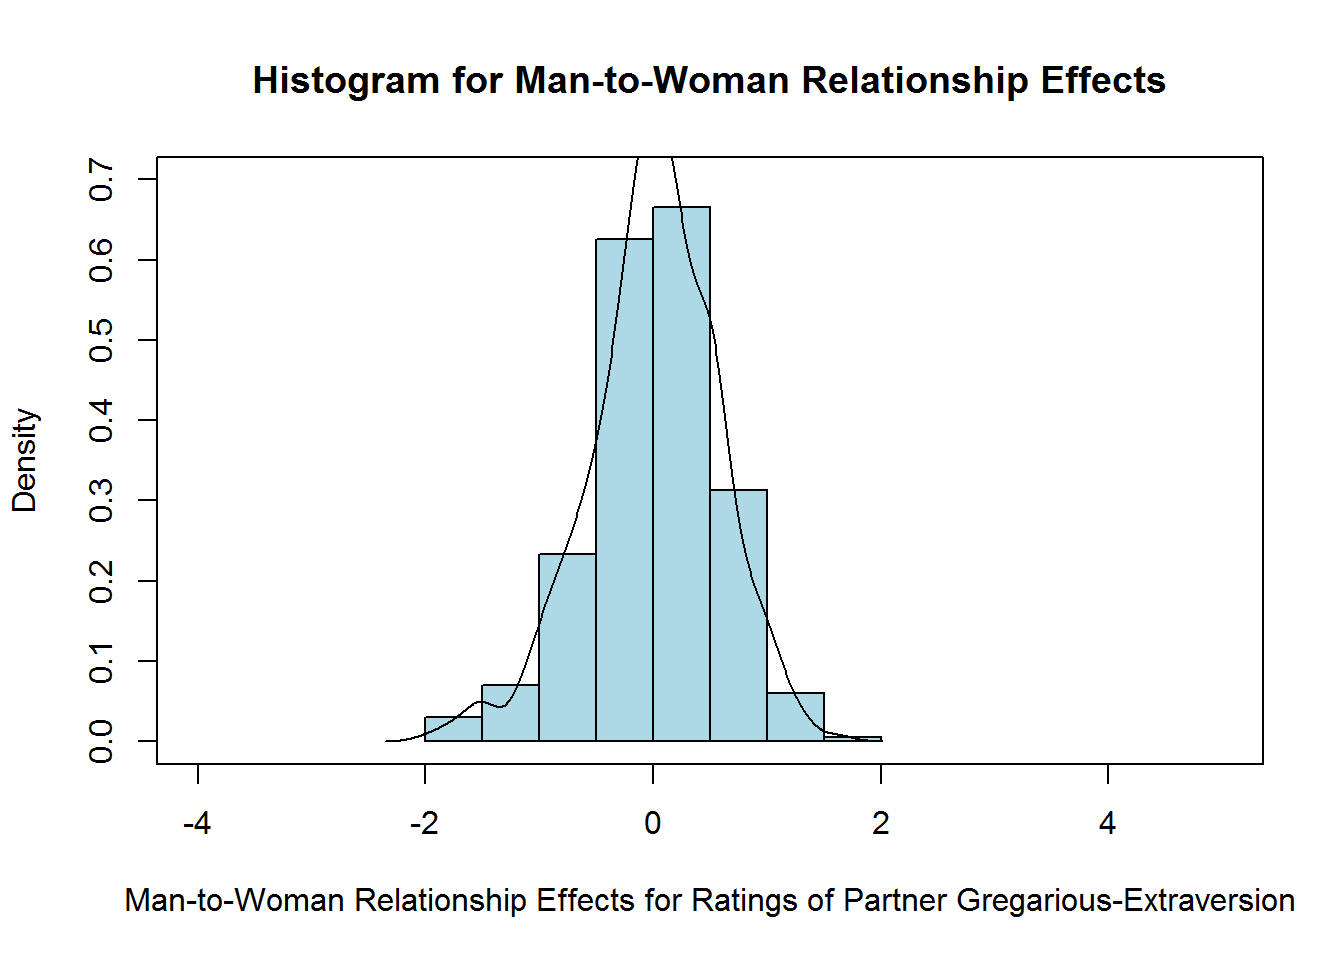 Histogram for Man-to-Woman Relationship Effects
Density
0.7
0.6
0.5
0.4
0.3
0.2
0.1
0.0
-4 -2 0 2 4
Man-to-Woman Relationship Effects for Ratings of Partner Gregarious-Extraversion